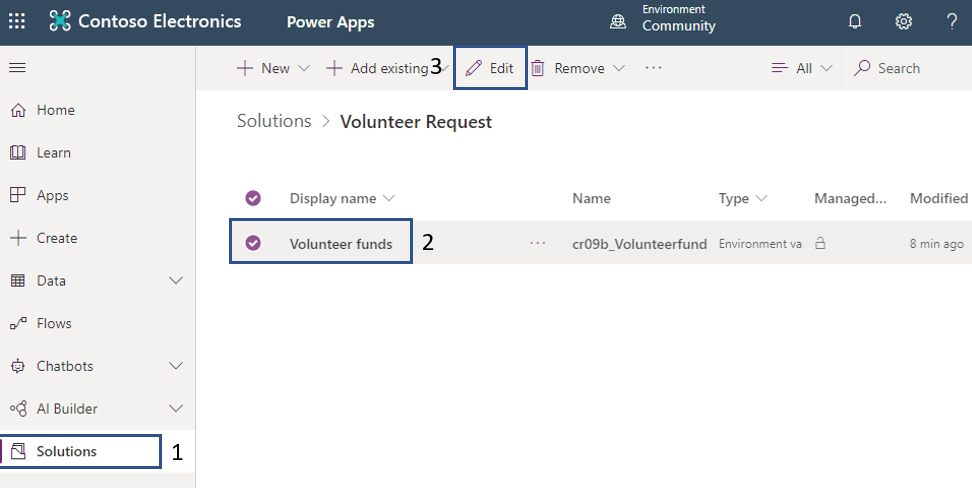 Contoso Electronics Power Apps Environment Community ?
New Add existing 3 Edit Remove ··· All Search
Solutions > Volunteer Request
Home
Learn
Apps
Create
Data
Flows
Chatbots
AI Builder
Solutions 1
Display name Name Type Managed... Modified
Volunteer funds 2 ··· cr09b_Volunteerfund Environment va 8 min ago